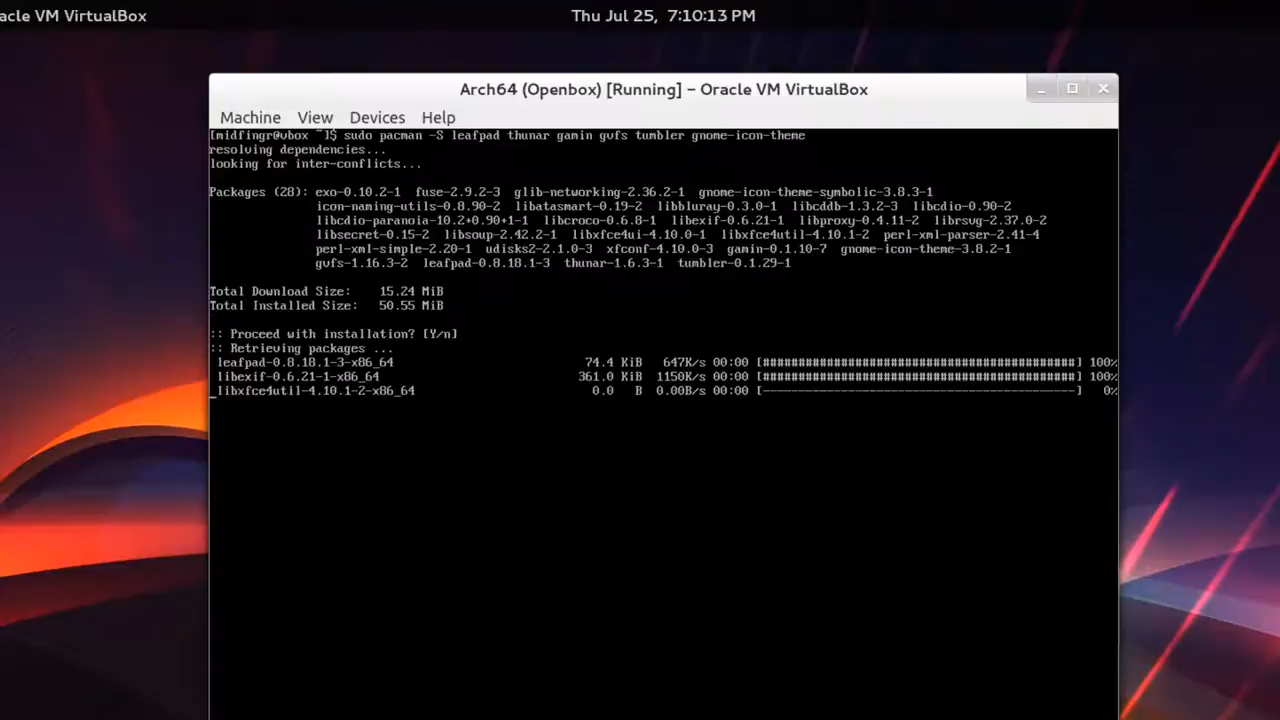 acle VM VirtualBox
Thu Jul 25, 7:10:13 PM
Arch64 (Openbox) [Running] - Oracle VM VirtualBox
Machine View Devices Help
[midfingr@vbox ~]$ sudo pacman -S leafpad thunar gamin gvfs tumbler gnome-icon-theme
resolving dependencies...
looking for inter-conflicts...
Packages (28): exo-0.10.2-1 fuse-2.9.2-3 glib-networking-2.36.2-1 gnome-icon-theme-symbolic-3.8.3-1
icon-naming-utils-0.8.90-2 libatasmart-0.19-2 libbluray-0.3.0-1 libcddb-1.3.2-3 libcdio-0.90-2
libcdio-paranoia-10.2+0.90+1-1 libcroco-0.6.8-1 libexif-0.6.21-1 libproxy-0.4.11-2 librsvg-2.37.0-2
libsecret-0.15-2 libsoup-2.42.2-1 libxfce4ui-4.10.0-1 libxfce4util-4.10.1-2 perl-xml-parser-2.41-4
perl-xml-simple-2.20-1 udisks2-2.1.0-3 xfconf-4.10.0-3 gamin-0.1.10-7 gnome-icon-theme-3.8.2-1
gvfs-1.16.3-2 leafpad-0.8.18.1-3 thunar-1.6.3-1 tumbler-0.1.29-1
Total Download Size: 15.24 MiB
Total Installed Size: 50.55 MiB
:: Proceed with installation? [Y/n]
:: Retrieving packages ...
leafpad-0.8.18.1-3-x86_64 74.4 KiB 647K/s 00:00 [############################################] 100%
libexif-0.6.21-1-x86_64 361.0 KiB 1150K/s 00:00 [############################################] 100%
_libxfce4util-4.10.1-2-x86_64 0.0 B 0.00B/s 00:00 [--------------------------------------------] 0%